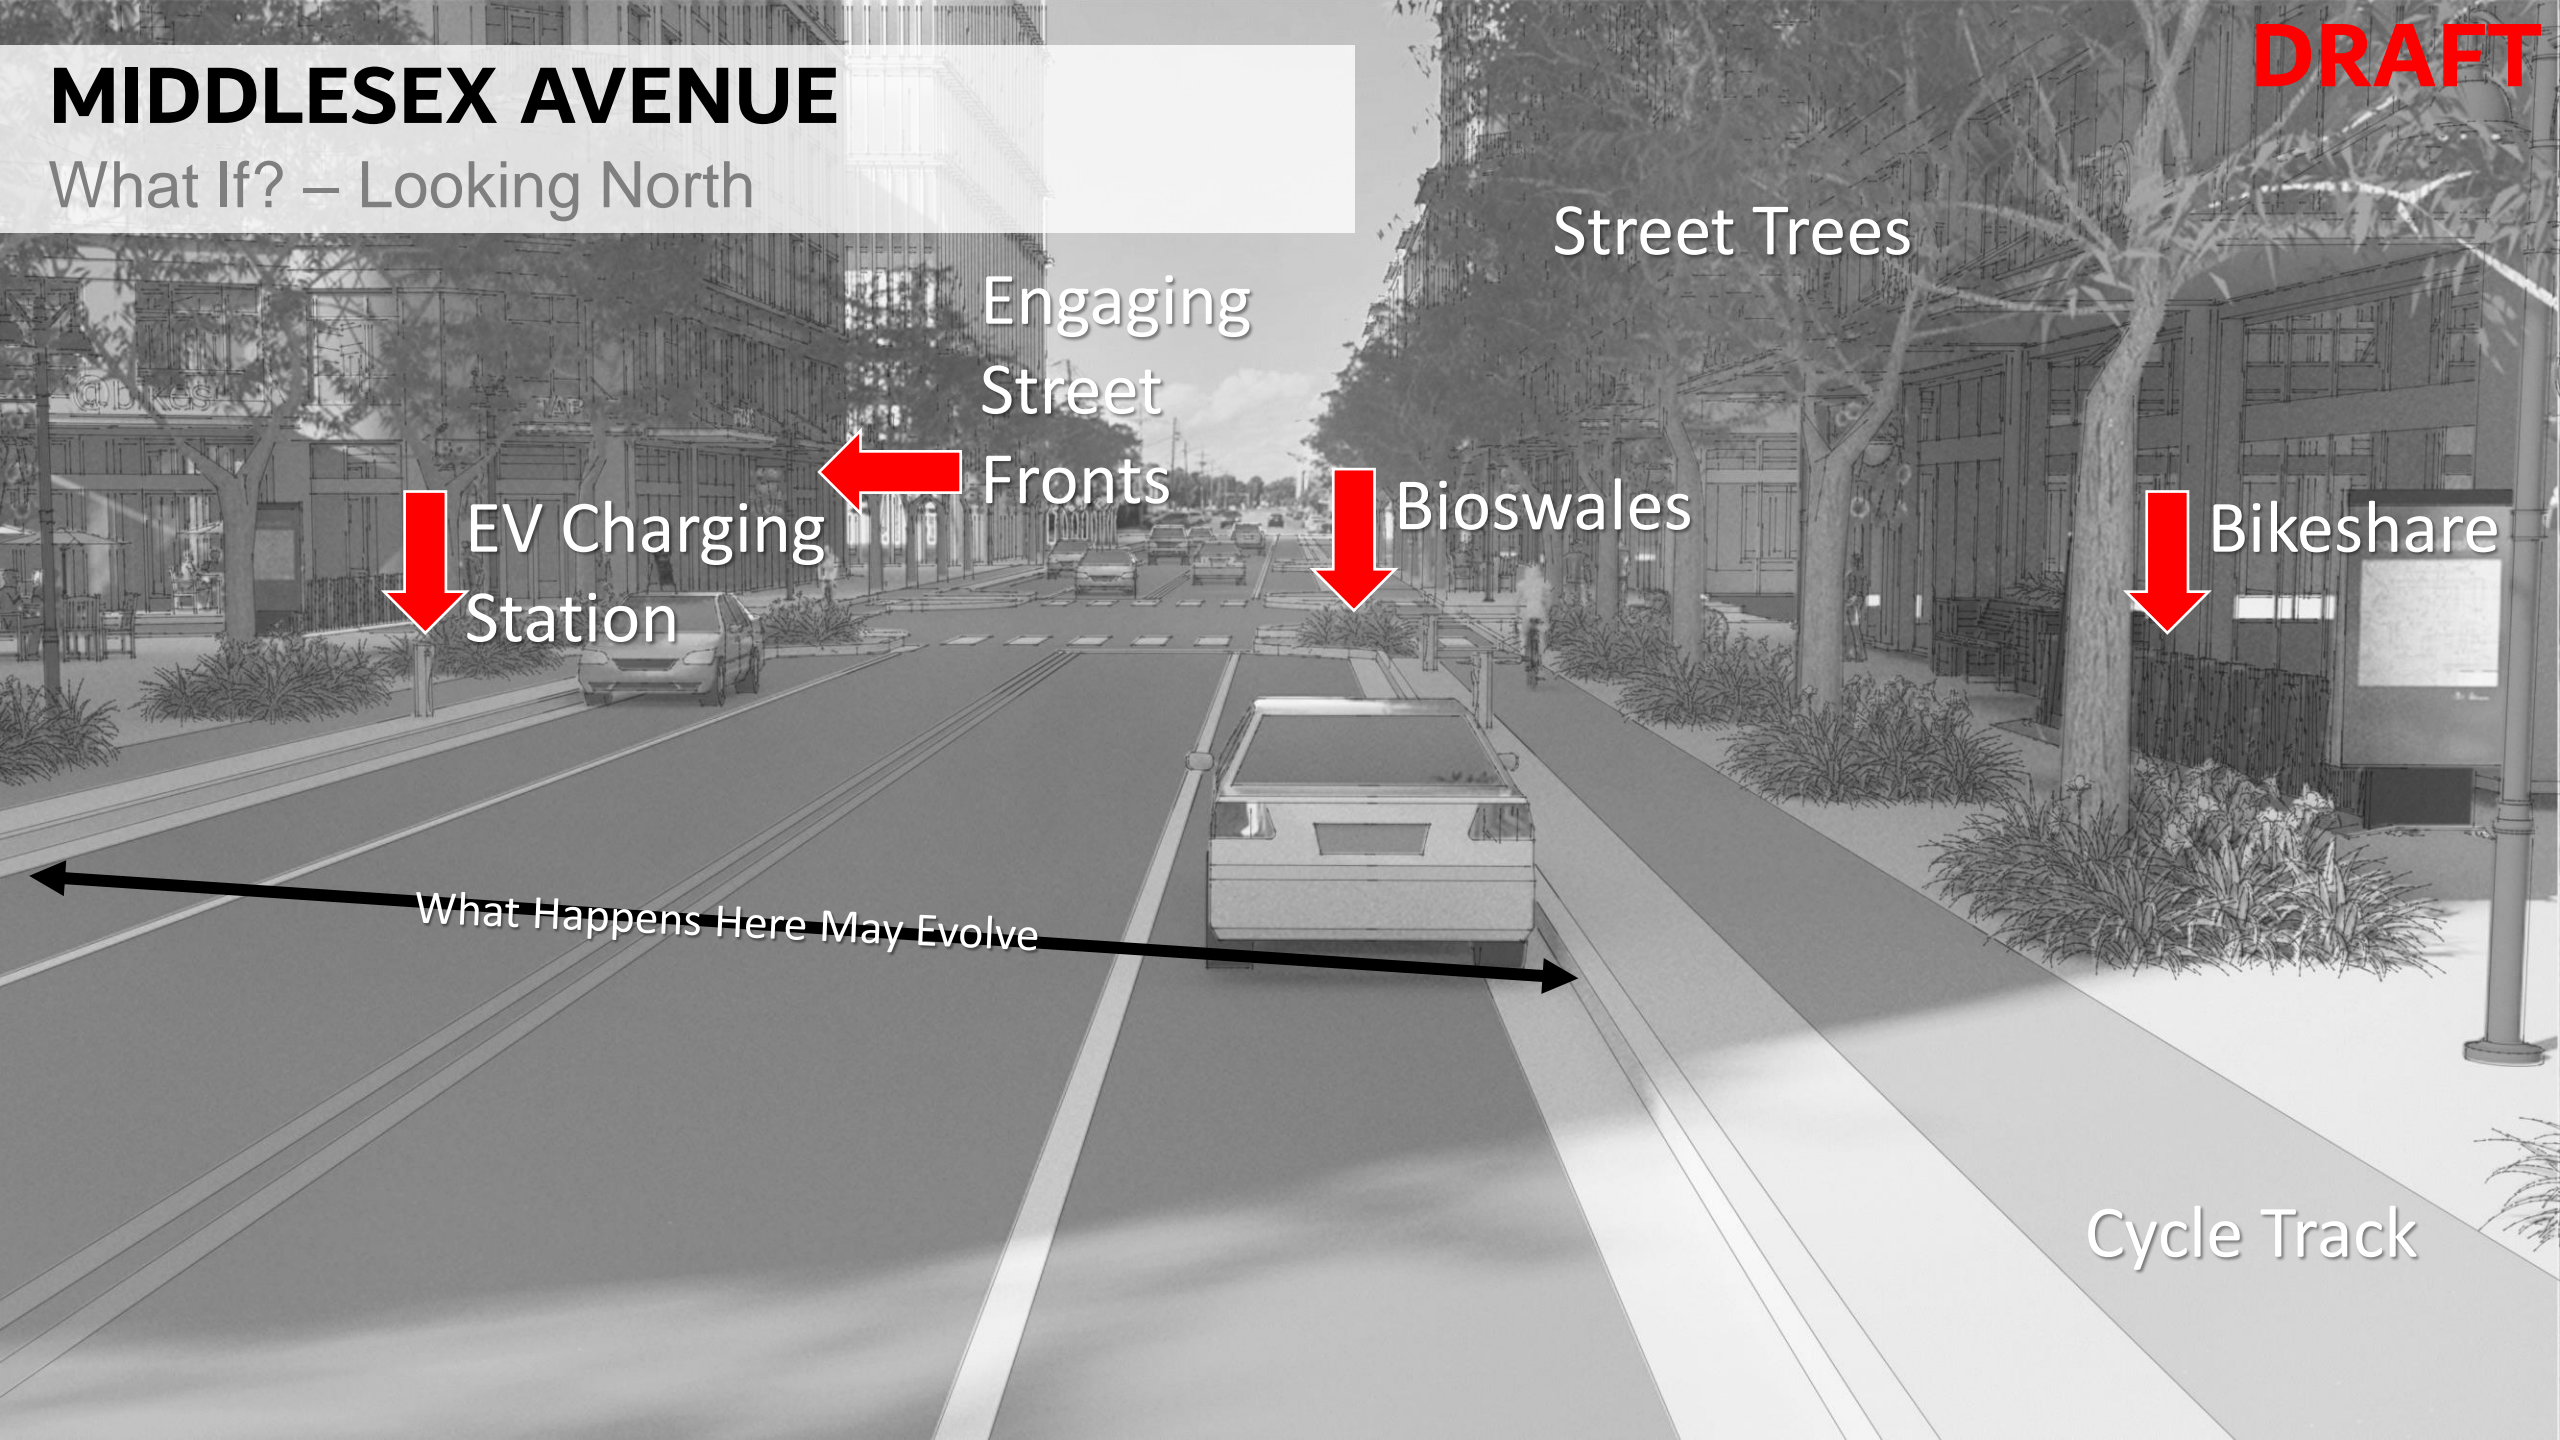 DRAFT
MIDDLESEX AVENUE
What If? – Looking North
Street Trees
Engaging
Street
Fronts
EV Charging
Station
Bioswales
Bikeshare
What Happens Here May Evolve
Cycle Track